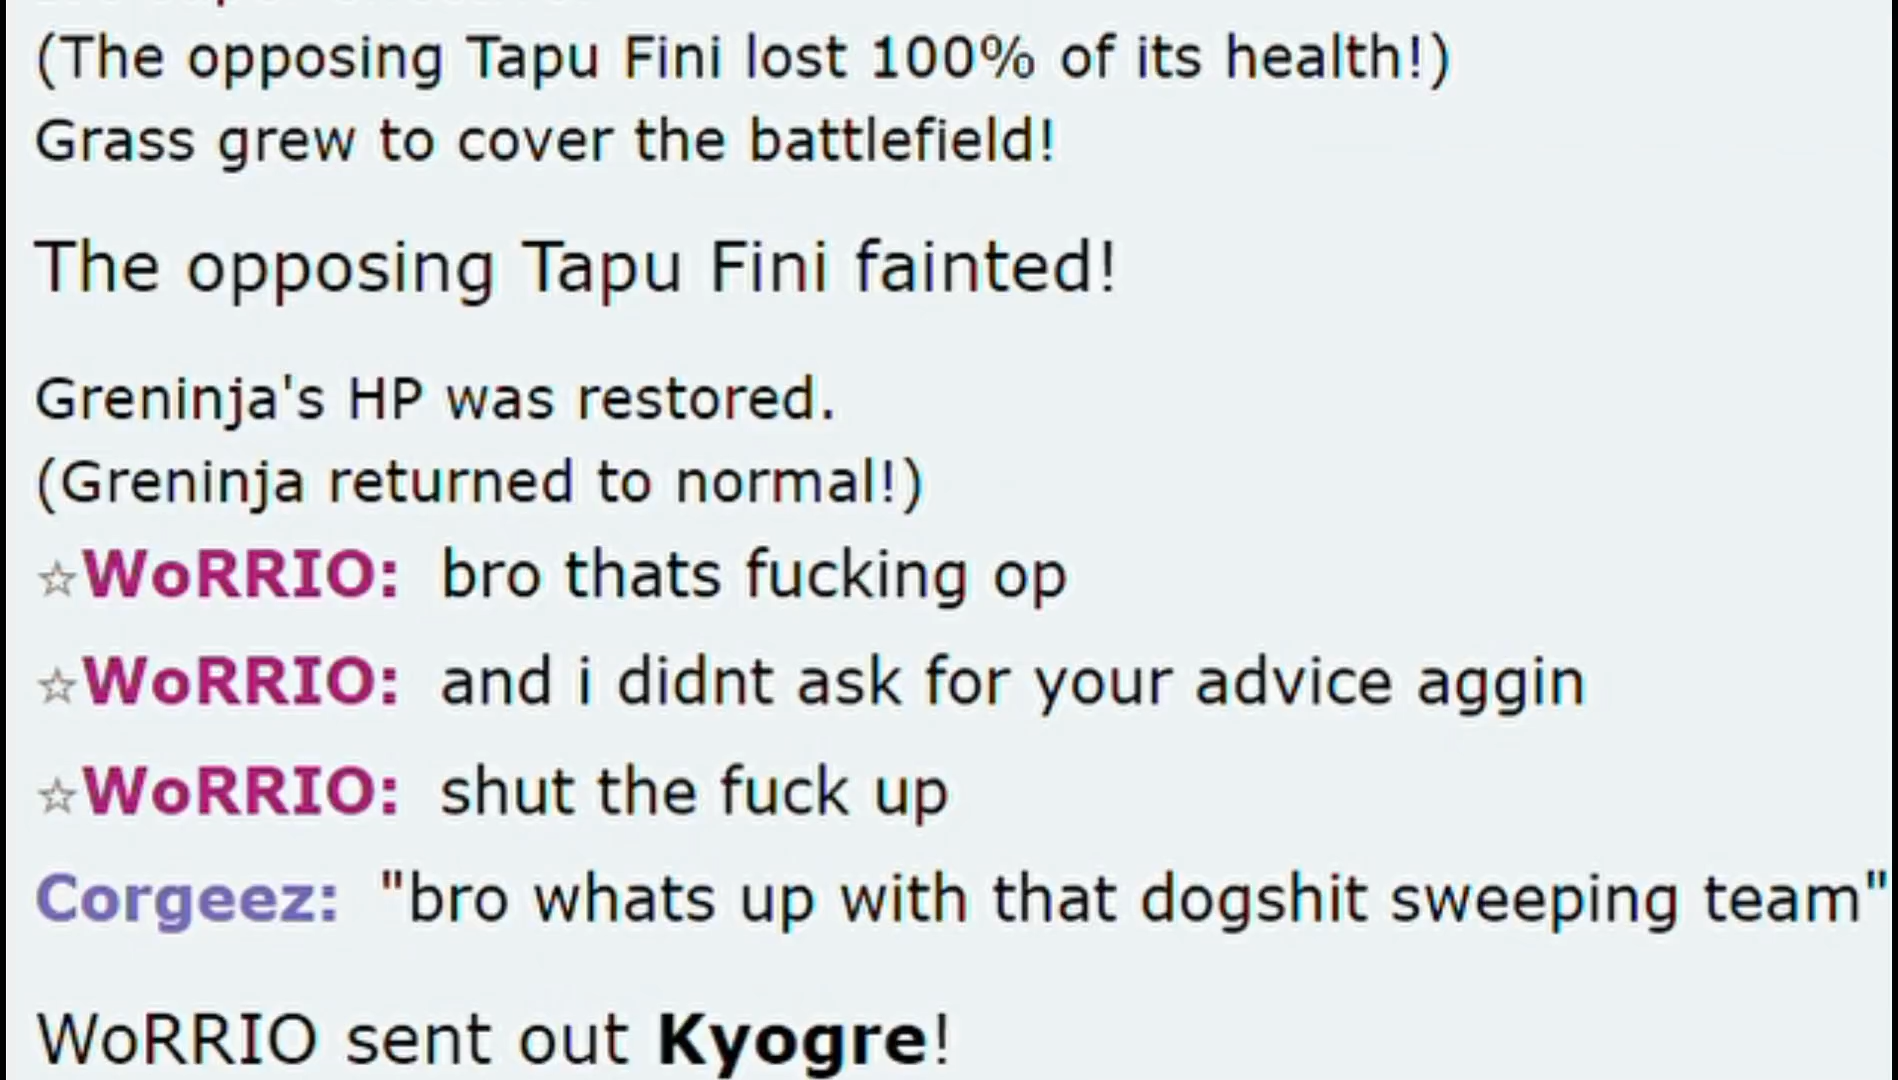 (The opposing Tapu Fini lost 100% of its health!)
Grass grew to cover the battlefield!
The opposing Tapu Fini fainted!
Greninja's HP was restored.
(Greninja returned to normal!)
☆WoRRIO: bro thats fucking op
☆WoRRIO: and i didnt ask for your advice aggin
☆WoRRIO: shut the fuck up
Corgeez: "bro whats up with that dogshit sweeping team"
WoRRIO sent out Kyogre!